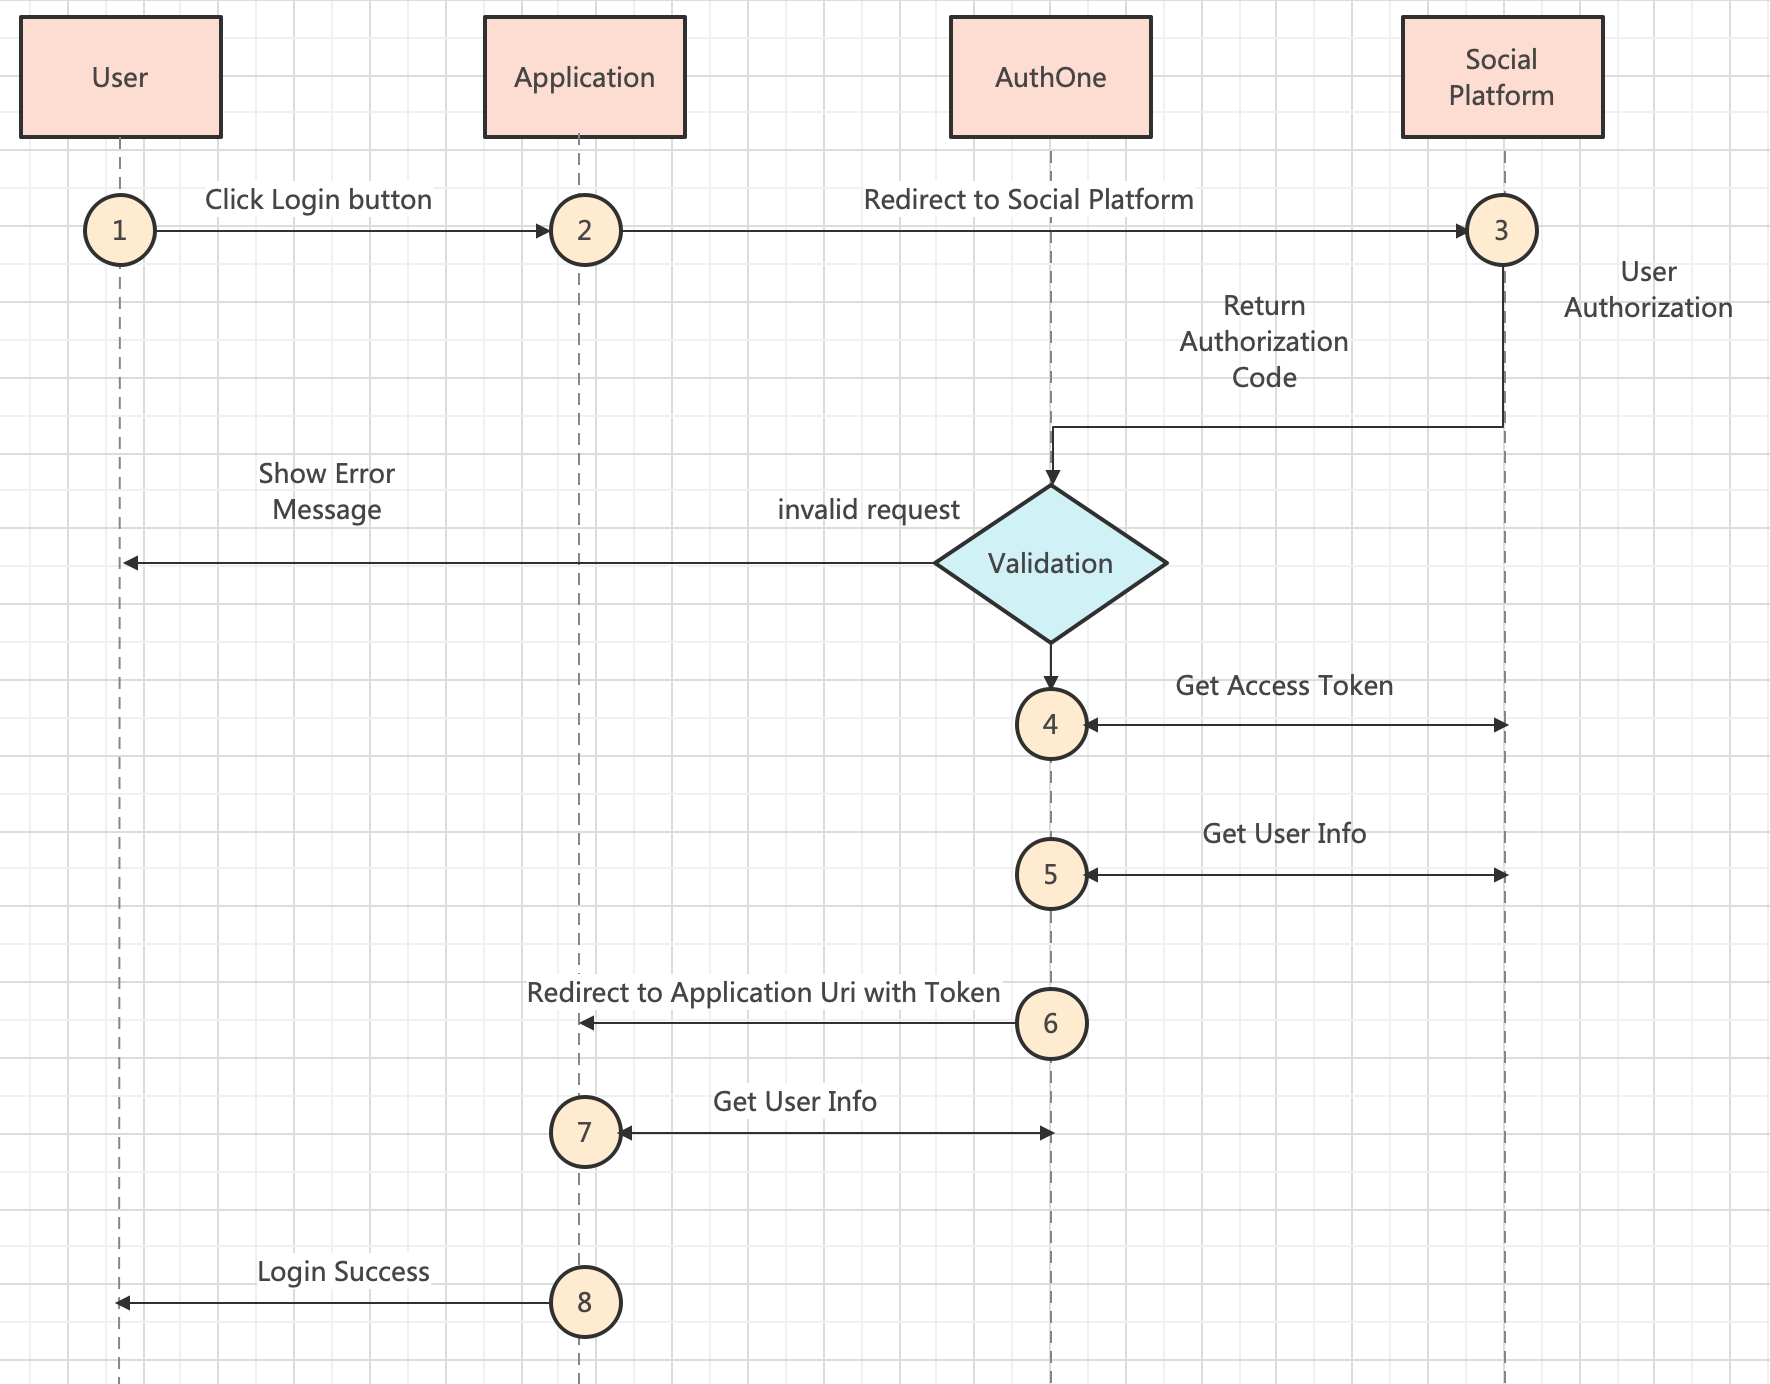 User
Application
AuthOne
Social
Platform
Click Login button
Redirect to Social Platform
1
2
3
User
Authorization
Return
Authorization
Code
Show Error
Message
invalid request
Validation
Get Access Token
4
Get User Info
5
Redirect to Application Uri with Token
6
Get User Info
7
Login Success
8